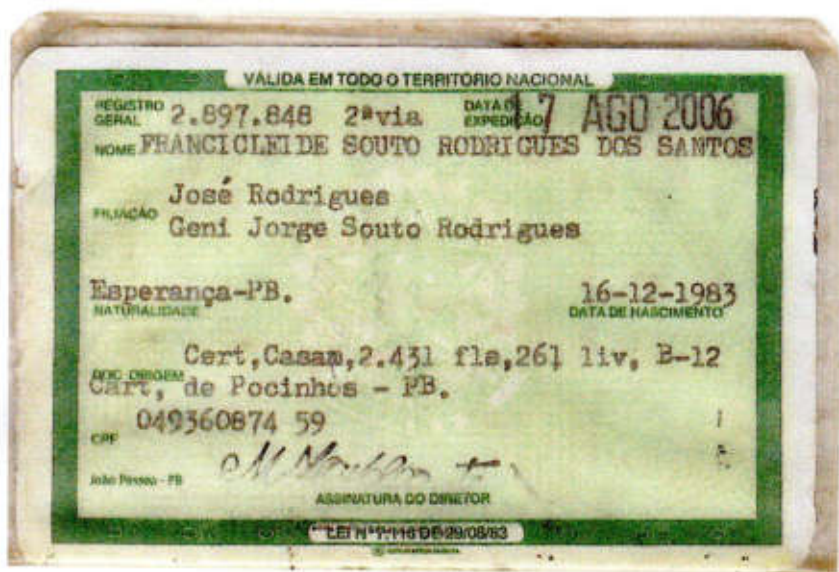 VÁLIDA EM TODO O TERRITÓRIO NACIONAL
REGISTRO GERAL 2.897.848 2ªvia DATA DE EXPEDIÇÃO 17 AGO 2006
NOME FRANCICLEIDE SOUTO RODRIGUES DOS SANTOS
José Rodrigues
FILIAÇÃO
Geni Jorge Souto Rodrigues
Esperança-PB. 16-12-1983
NATURALIDADE DATA DE NASCIMENTO
Cert,Casam,2.431 fls,261 liv, B-12
DOC ORIGEM
Cart, de Pocinhos - PB.
049360874 59
CPF
João Pessoa - PB
ASSINATURA DO DIRETOR
LEI Nº 7.116 DE 29/08/83